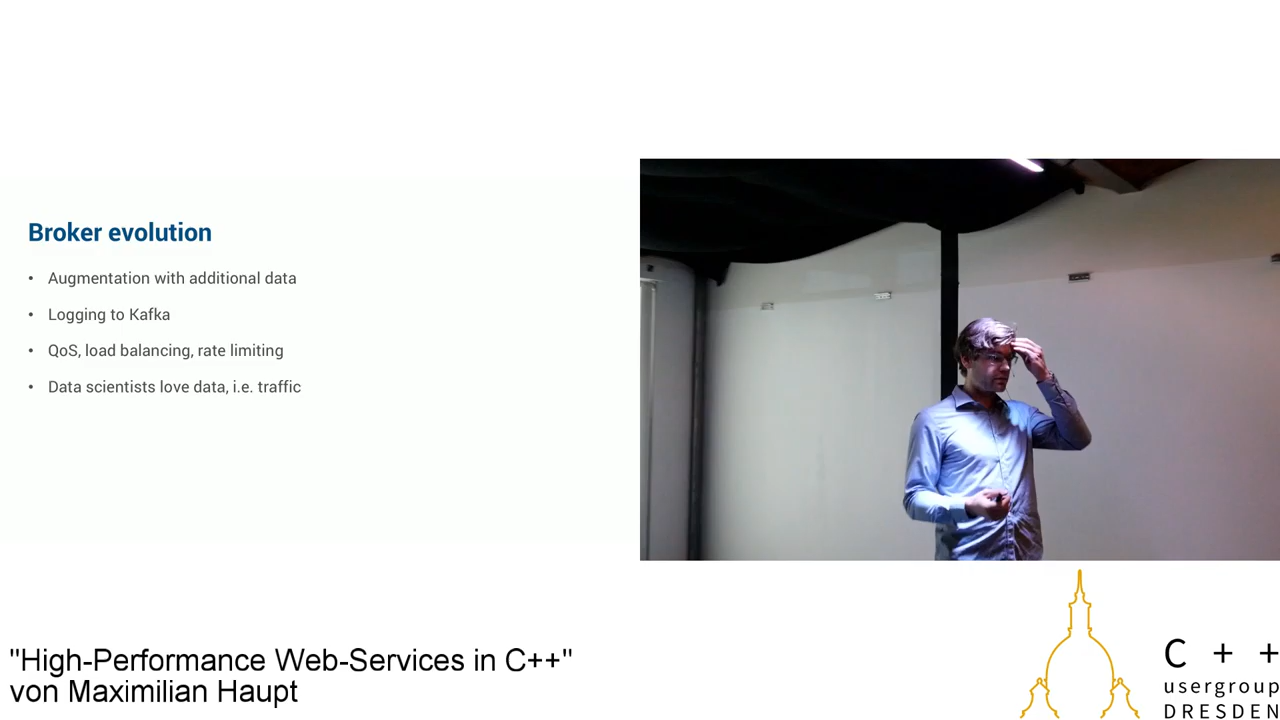 Broker evolution
• Augmentation with additional data
• Logging to Kafka
• QoS, load balancing, rate limiting
• Data scientists love data, i.e. traffic
"High-Performance Web-Services in C++"
von Maximilian Haupt
C + +
usergroup
DRESDEN